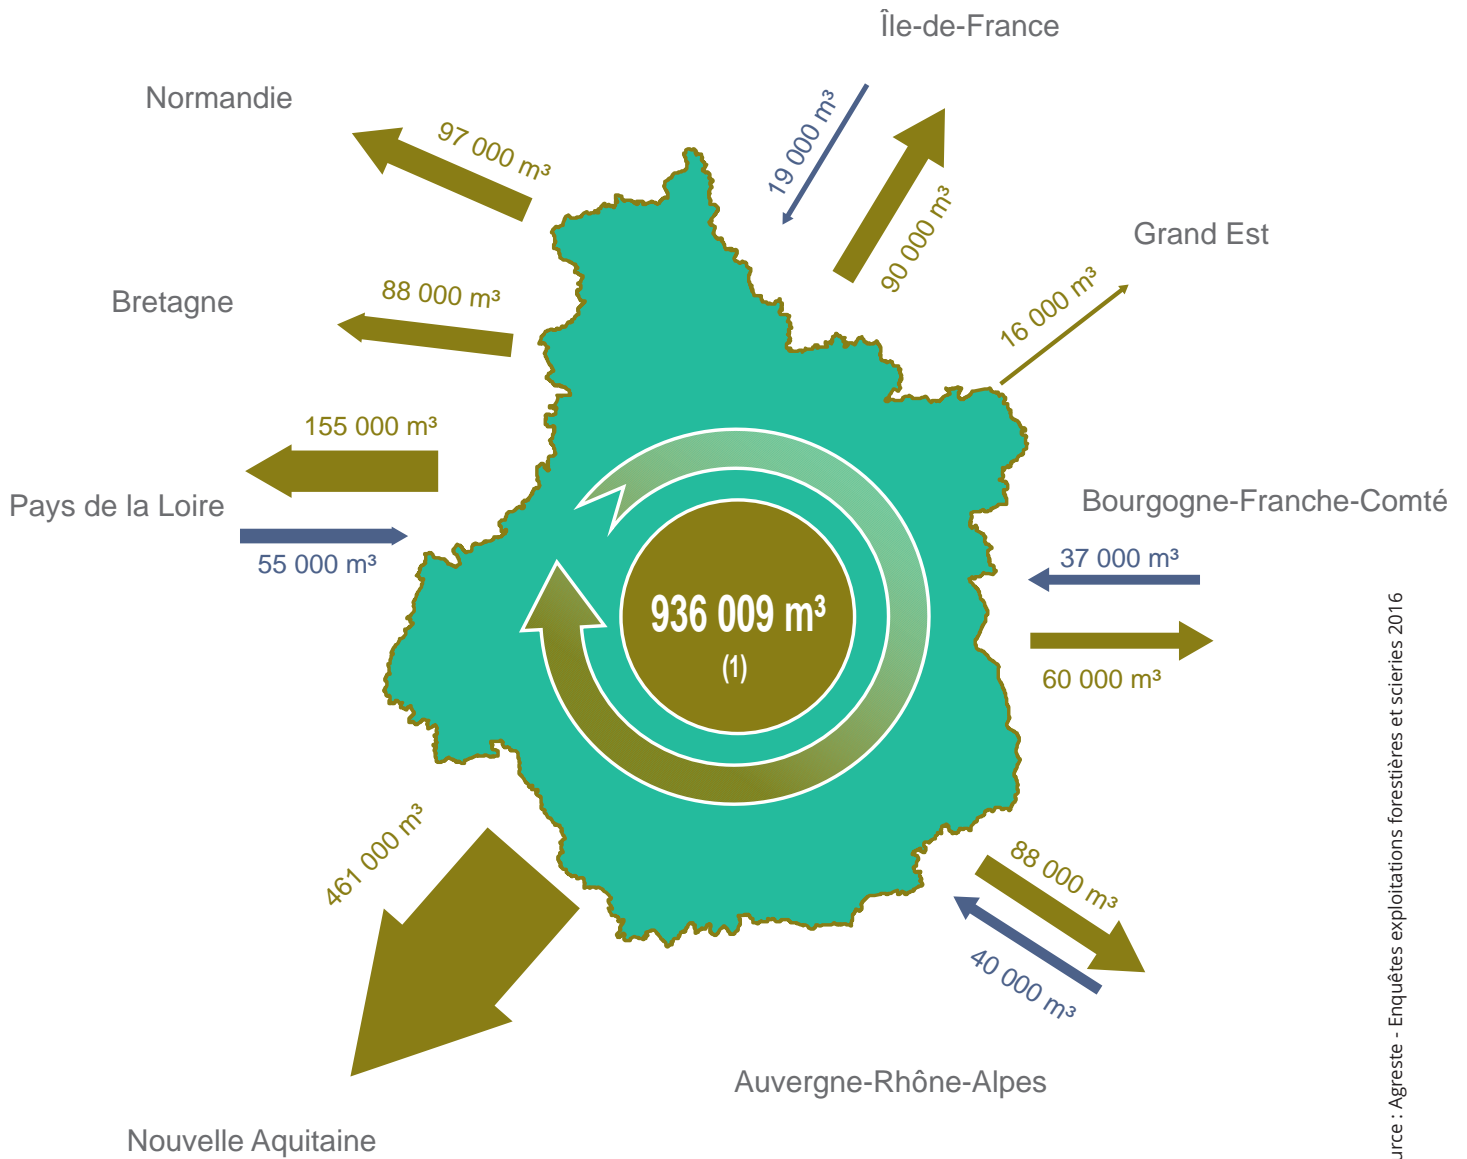 Île-de-France
Normandie
97 000 m³
19 000 m³
90 000 m³
Grand Est
16 000 m³
Bretagne
88 000 m³
155 000 m³
Pays de la Loire
55 000 m³
Bourgogne-Franche-Comté
37 000 m³
60 000 m³
936 009 m³
(1)
461 000 m³
88 000 m³
40 000 m³
Auvergne-Rhône-Alpes
Nouvelle Aquitaine
: Agreste - Enquêtes exploitations forestières et scieries 2016